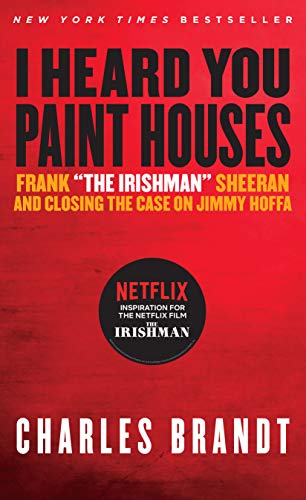 NEW YORK TIMES BESTSELLER
I HEARD YOU
PAINT HOUSES
FRANK “THE IRISHMAN” SHEERAN
AND CLOSING THE CASE ON JIMMY HOFFA
NETFLIX
INSPIRATION FOR
THE NETFLIX FILM
THE
IRISHMAN
CHARLES BRANDT